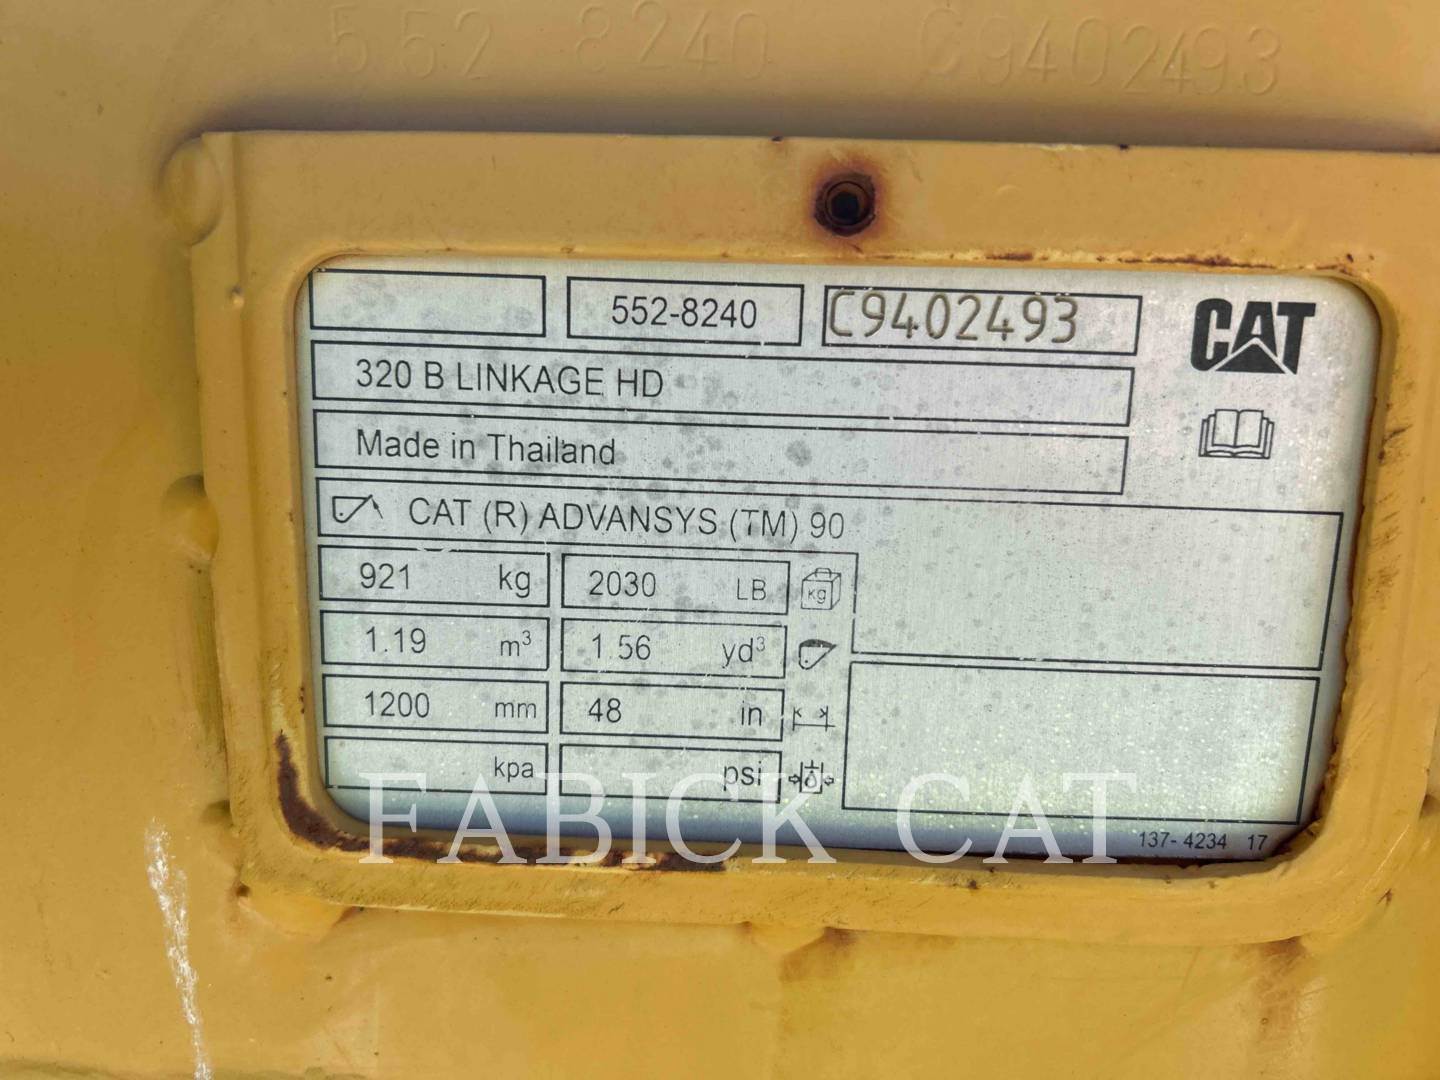 552 8240 C9402493
552-8240 C9402493 CAT
320 B LINKAGE HD
Made in Thailand
CAT (R) ADVANSYS (TM) 90
921 kg 2030 LB kg
1.19 m³ 1.56 yd³
1200 mm 48 in
kpa psi
FABICK CAT
137- 4234 17